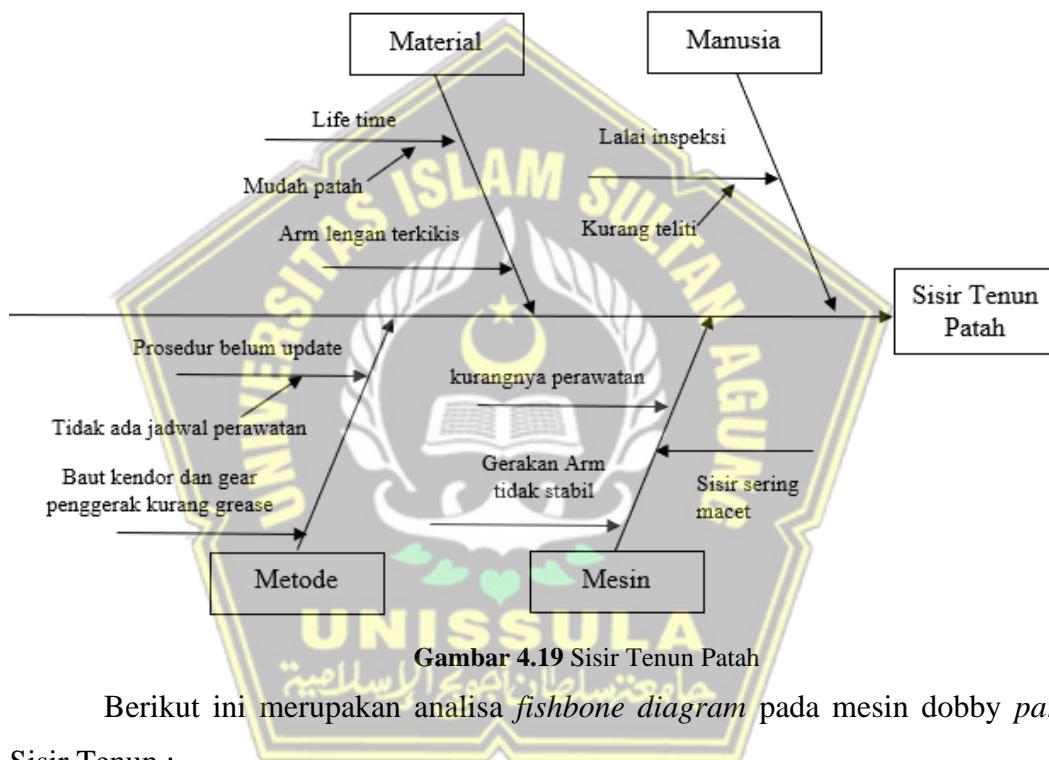 Material
Manusia
Life time
Lalai inspeksi
Mudah patah
Kurang teliti
Arm lengan terkikis
Sisir Tenun
Patah
Prosedur belum update
kurangnya perawatan
Tidak ada jadwal perawatan
Gerakan Arm
tidak stabil
Sisir sering
macet
Baut kendor dan gear
penggerak kurang grease
Metode
Mesin
UNIVERSITAS ISLAM SULTAN AGUNG
UNISSULA
جامعتسلطان أجونج الإسلامية
Gambar 4.19 Sisir Tenun Patah
Berikut ini merupakan analisa fishbone diagram pada mesin dobby